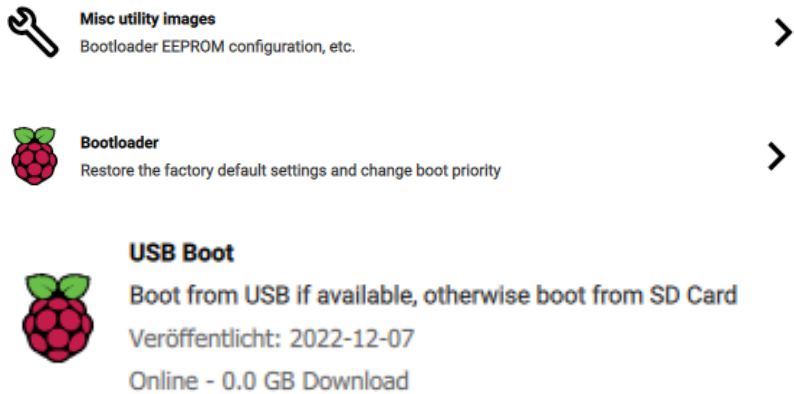 Misc utility images
Bootloader EEPROM configuration, etc.
Bootloader
Restore the factory default settings and change boot priority
USB Boot
Boot from USB if available, otherwise boot from SD Card
Veröffentlicht: 2022-12-07
Online - 0.0 GB Download